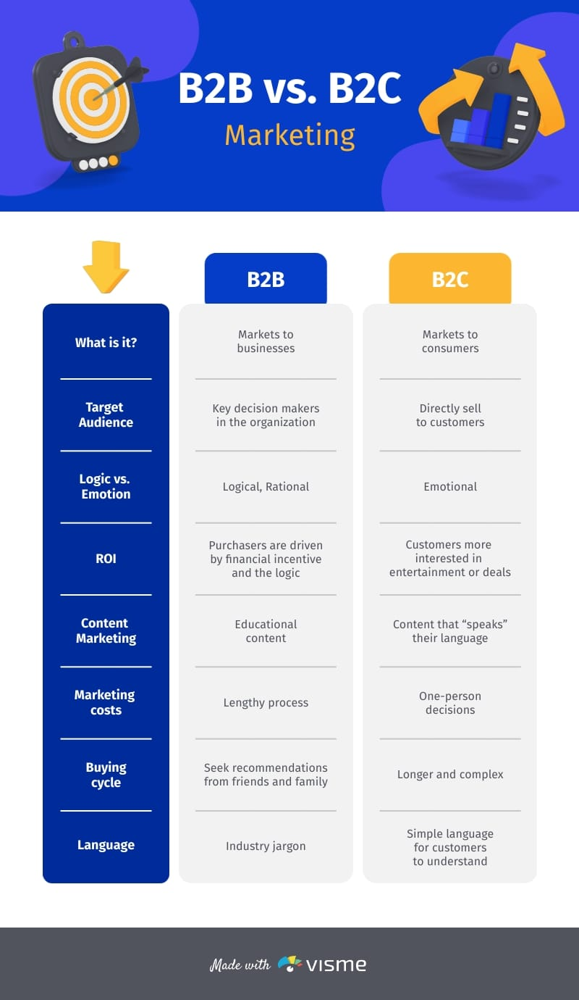 B2B vs. B2C
Marketing
B2B
B2C
What is it?
Markets to
businesses
Markets to
consumers
Target
Audience
Key decision makers
in the organization
Directly sell
to customers
Logic vs.
Emotion
Logical, Rational
Emotional
ROI
Purchasers are driven
by financial incentive
and the logic
Customers more
interested in
entertainment or deals
Content
Marketing
Educational
content
Content that “speaks”
their language
Marketing
costs
Lengthy process
One-person
decisions
Buying
cycle
Seek recommendations
from friends and family
Longer and complex
Language
Industry jargon
Simple language
for customers
to understand
Made with visme